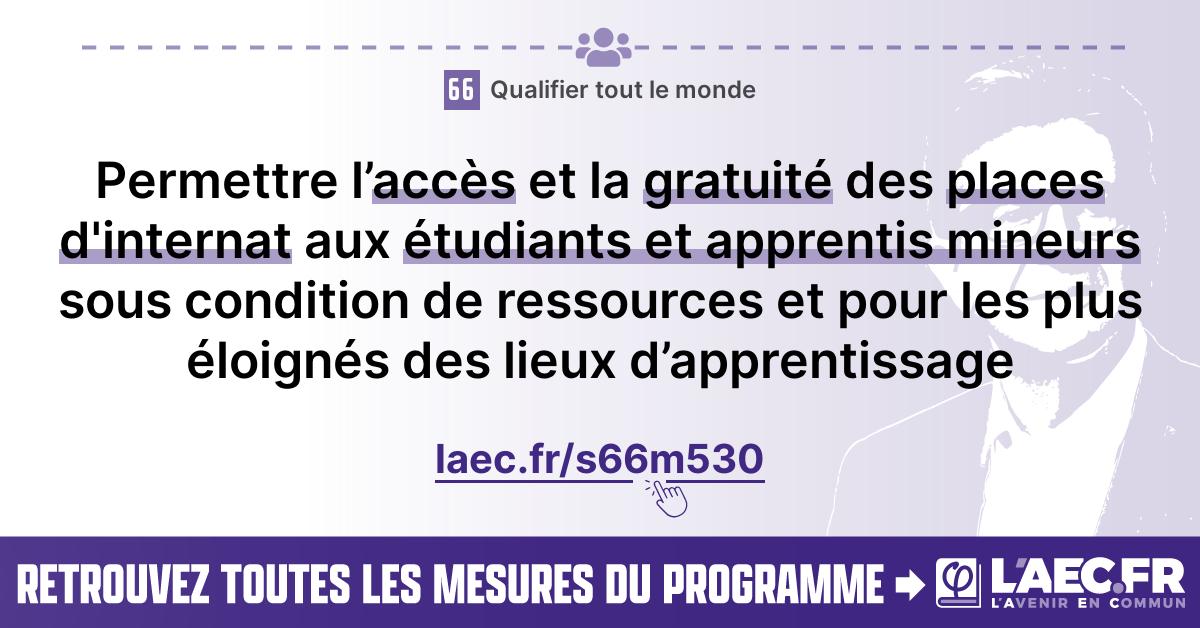 66 Qualifier tout le monde
Permettre l’accès et la gratuité des places
d'internat aux étudiants et apprentis mineurs
sous condition de ressources et pour les plus
éloignés des lieux d’apprentissage
laec.fr/s66m530
RETROUVEZ TOUTES LES MESURES DU PROGRAMME
φ L'AEC.FR
L'AVENIR EN COMMUN